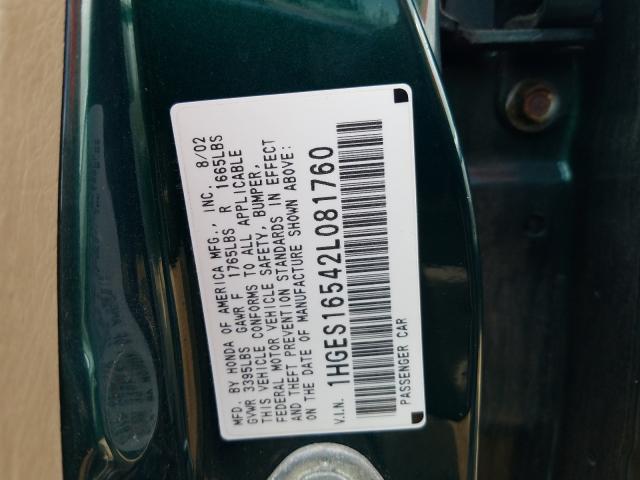 MFD. BY HONDA OF AMERICA MFG., INC. 8/02
GVWR 3395LBS GAWR F 1765LBS R 1665LBS
THIS VEHICLE CONFORMS TO ALL APPLICABLE
FEDERAL MOTOR VEHICLE SAFETY, BUMPER,
AND THEFT PREVENTION STANDARDS IN EFFECT
ON THE DATE OF MANUFACTURE SHOWN ABOVE:
V.I.N. 1HGES16542L081760
PASSENGER CAR